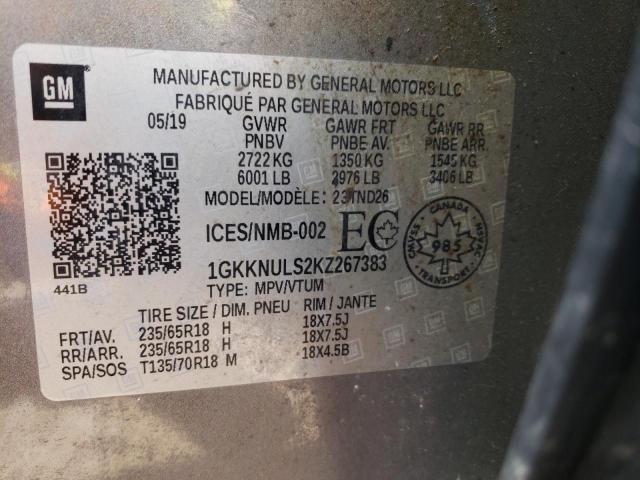 GM
MANUFACTURED BY GENERAL MOTORS LLC
FABRIQUÉ PAR GENERAL MOTORS LLC
05/19 GVWR GAWR FRT GAWR RR
PNBV PNBE AV. PNBE ARR.
2722 KG 1350 KG 1545 KG
6001 LB 2976 LB 3406 LB
MODEL/MODÈLE: 23TND26
ICES/NMB-002 EC
CANADA
985
TRANSPORT
1GKKNULS2KZ267383
441B
TYPE: MPV/VTUM
TIRE SIZE / DIM. PNEU RIM / JANTE
FRT/AV. 235/65R18 H 18X7.5J
RR/ARR. 235/65R18 H 18X7.5J
SPA/SOS T135/70R18 M 18X4.5B